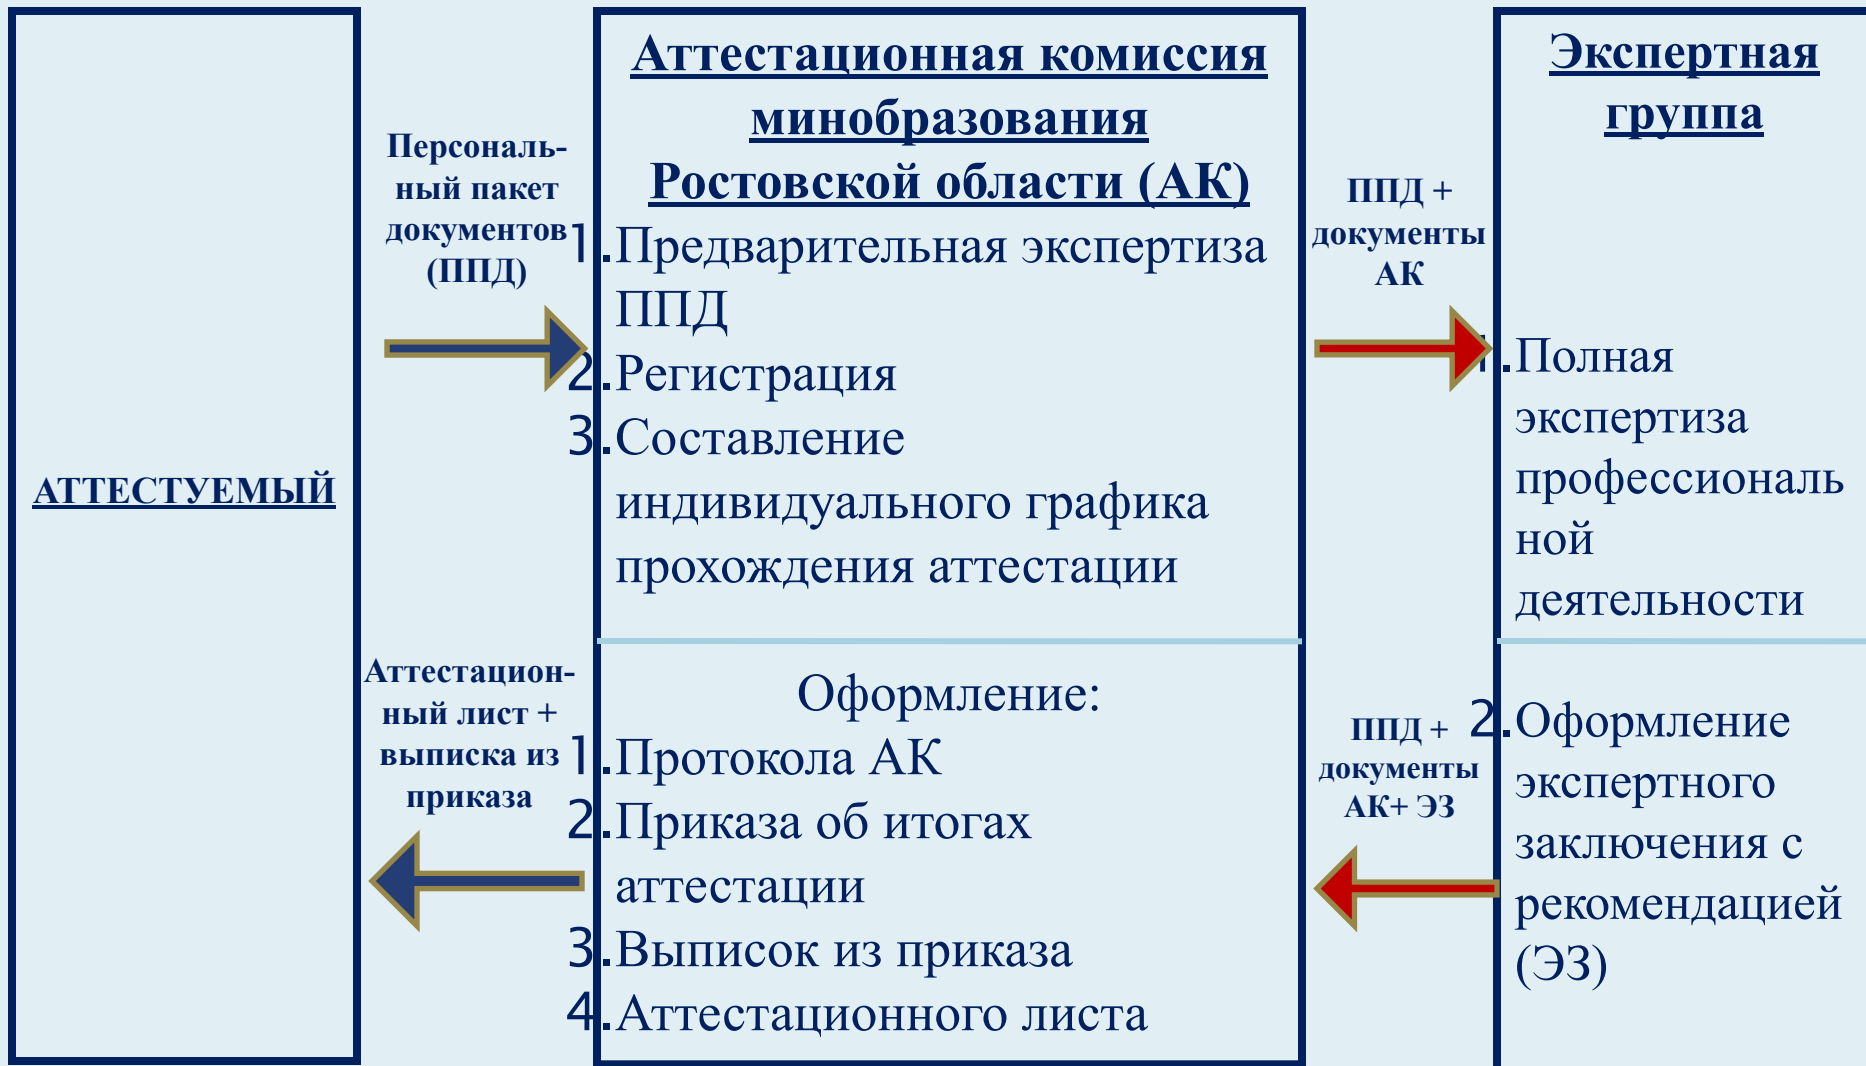 АТТЕСТУЕМЫЙ
Персональ-
ный пакет
документов
(ППД)
Аттестацион-
ный лист +
выписка из
приказа
Аттестационная комиссия
минобразования
Ростовской области (АК)
1.Предварительная экспертиза
ППД
2.Регистрация
3.Составление
индивидуального графика
прохождения аттестации
Оформление:
1.Протокола АК
2.Приказа об итогах
аттестации
3.Выписок из приказа
4.Аттестационного листа
ППД +
документы
АК
ППД +
документы
АК+ ЭЗ
Экспертная
группа
1.Полная
экспертиза
профессиональ
ной
деятельности
2.Оформление
экспертного
заключения с
рекомендацией
(ЭЗ)